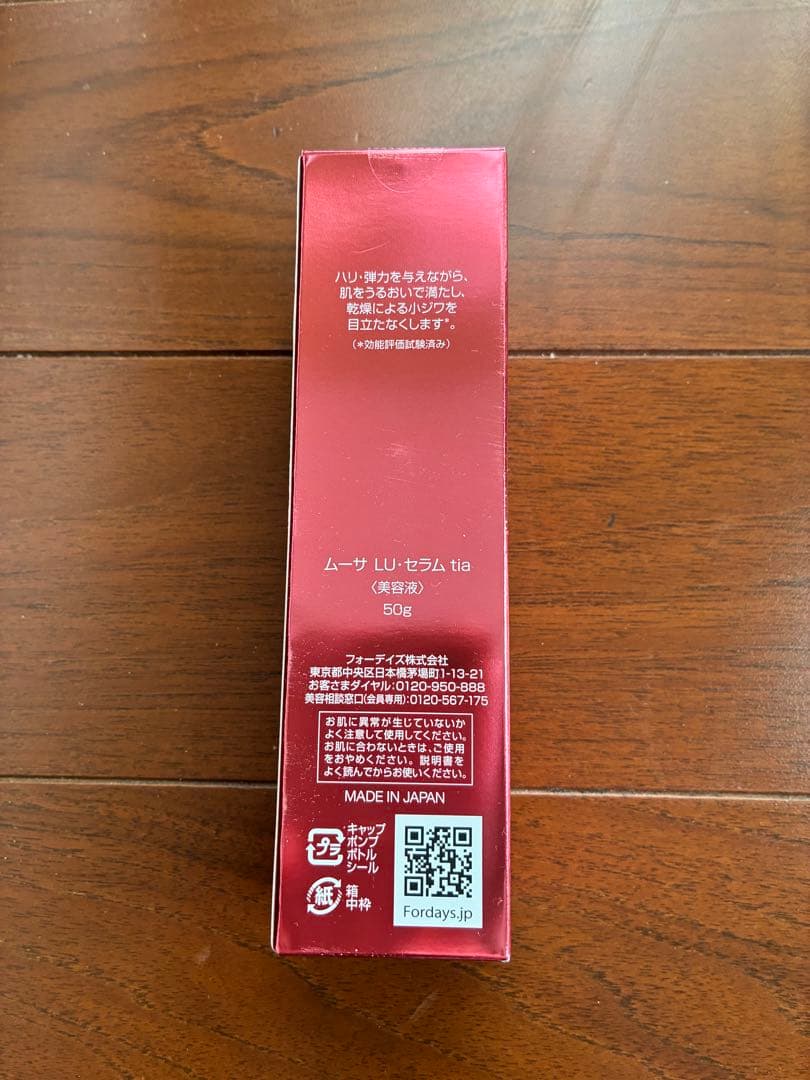 ハリ・弾力を与えながら、
肌をうるおいで満たし、
乾燥による小ジワを
目立たなくします*。
(*効能評価試験済み)
ムーサ LU・セラム tia
〈美容液〉
50g
フォーデイズ株式会社
東京都中央区日本橋茅場町1-13-21
お客さまダイヤル:0120-950-888
美容相談窓口(会員専用):0120-567-175
お肌に異常が生じていないか
よく注意して使用してください。
お肌に合わないときは、ご使用
をおやめください。説明書を
よく読んでからお使いください。
MADE IN JAPAN
プラ
キャップ
ポンプ
ボトル
シール
紙
箱
中枠
Fordays.jp